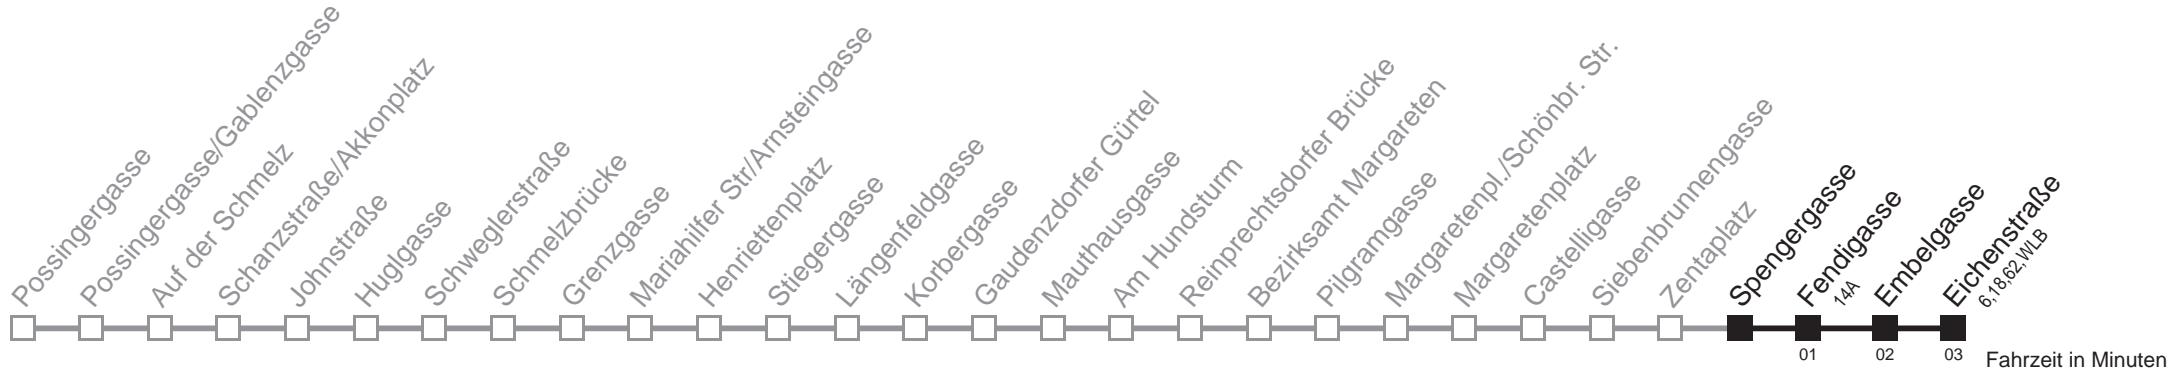 Possingergasse
Possingergasse/Gablenzgasse
Auf der Schmelz
Schanzstraße/Akkonplatz
Johnstraße
Huglgasse
Schweglerstraße
Schmelzbrücke
Grenzgasse
Mariahilfer Str/Arnsteingasse
Henriettenplatz
Stiegergasse
Längenfeldgasse
Korbergasse
Gaudenzdorfer Gürtel
Mauthausgasse
Am Hundsturm
Reinprechtsdorfer Brücke
Bezirksamt Margareten
Pilgramgasse
Margaretenpl./Schönbr. Str.
Margaretenplatz
Castelligasse
Siebenbrunnengasse
Zentaplatz
Spengergasse
Fendigasse
14A
Embelgasse
Eichenstraße
6,18,62,WLB
01 02 03 Fahrzeit in Minuten